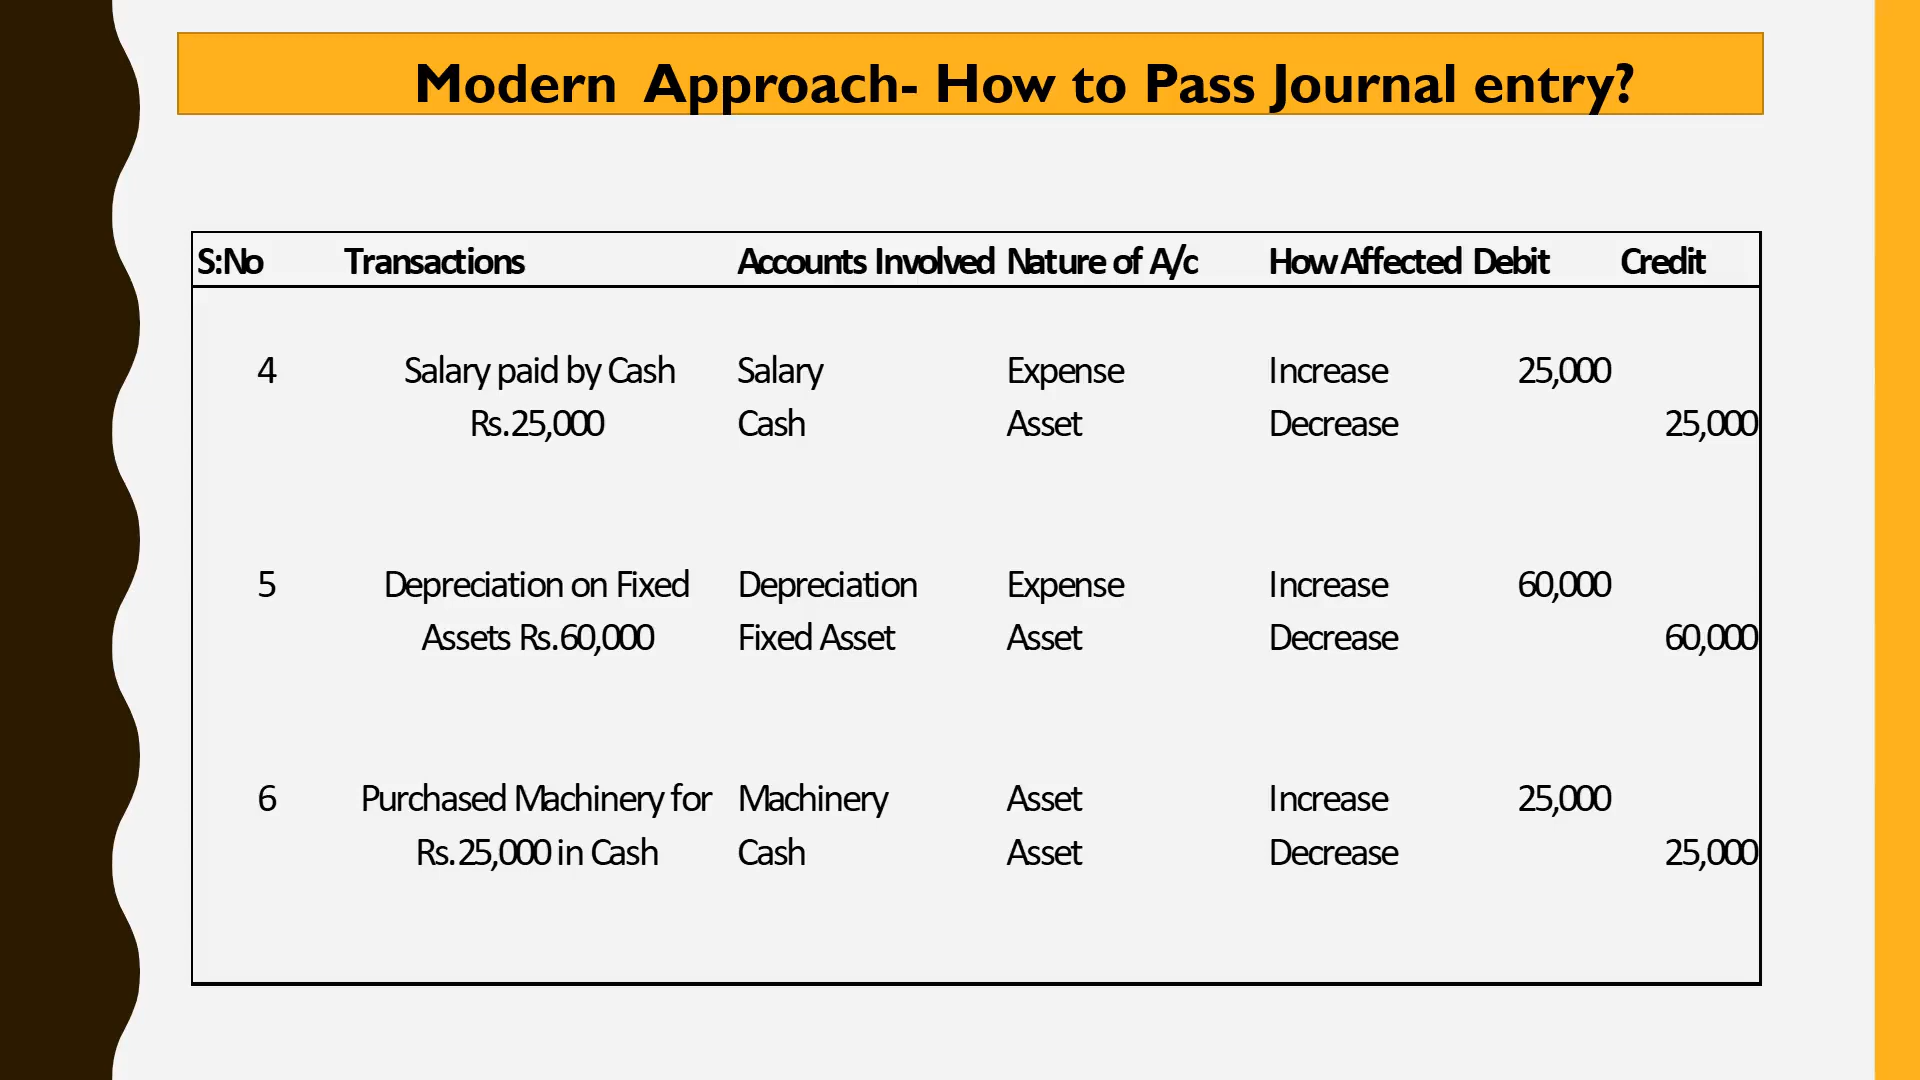 Modern Approach- How to Pass Journal entry?
S:No Transactions Accounts Involved Nature of A/c How Affected Debit Credit
4 Salary paid by Cash Salary Expense Increase 25,000
Rs.25,000 Cash Asset Decrease 25,000
5 Depreciation on Fixed Depreciation Expense Increase 60,000
Assets Rs.60,000 Fixed Asset Asset Decrease 60,000
6 Purchased Machinery for Machinery Asset Increase 25,000
Rs.25,000 in Cash Cash Asset Decrease 25,000